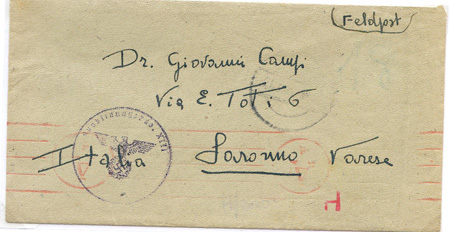 (Feldpost)
Dr. Giovanni Campi
Via E. Toti 6
Italia Saronno Varese